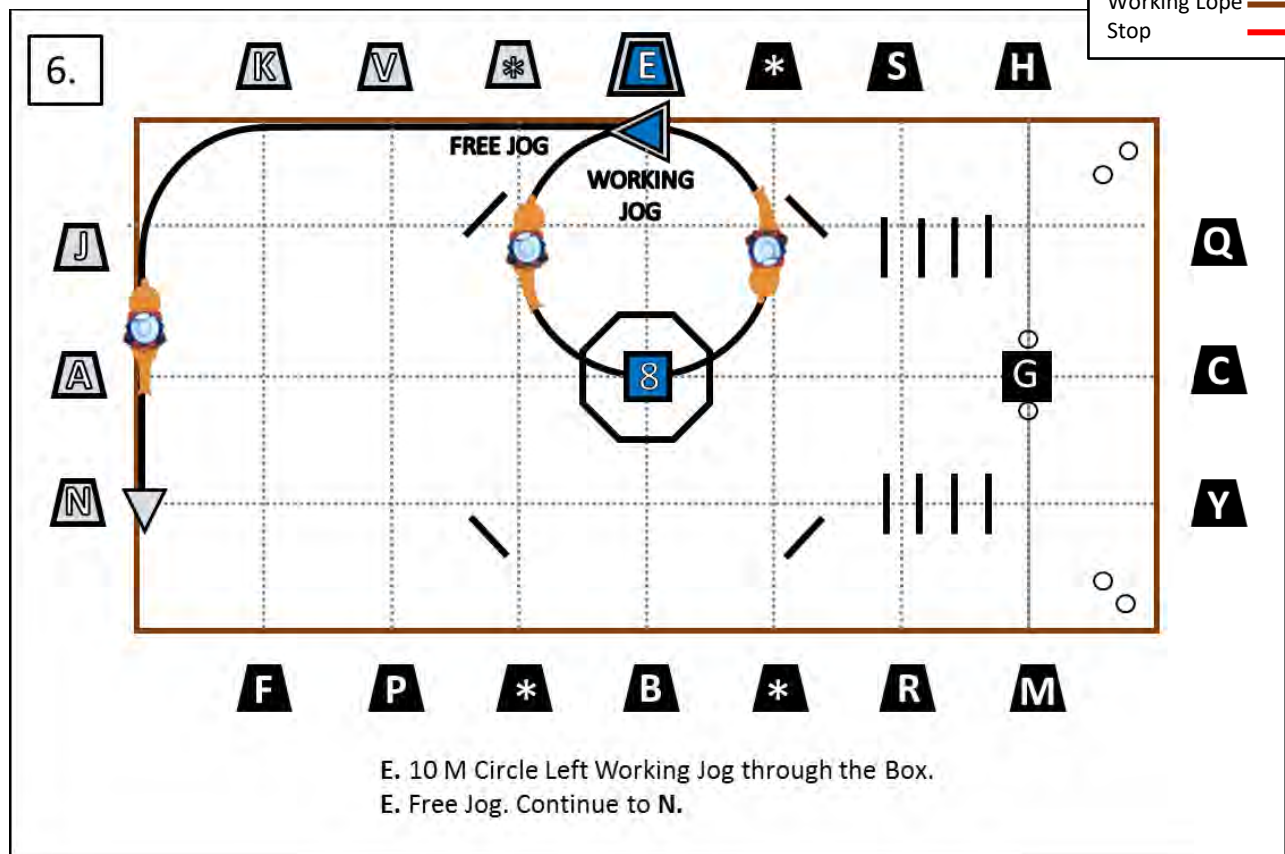 Working Lope
Stop
6.
K V * E * S H
FREE JOG
WORKING
JOG
J Q
A 8 G C
N Y
F P * B * R M
E. 10 M Circle Left Working Jog through the Box.
E. Free Jog. Continue to N.